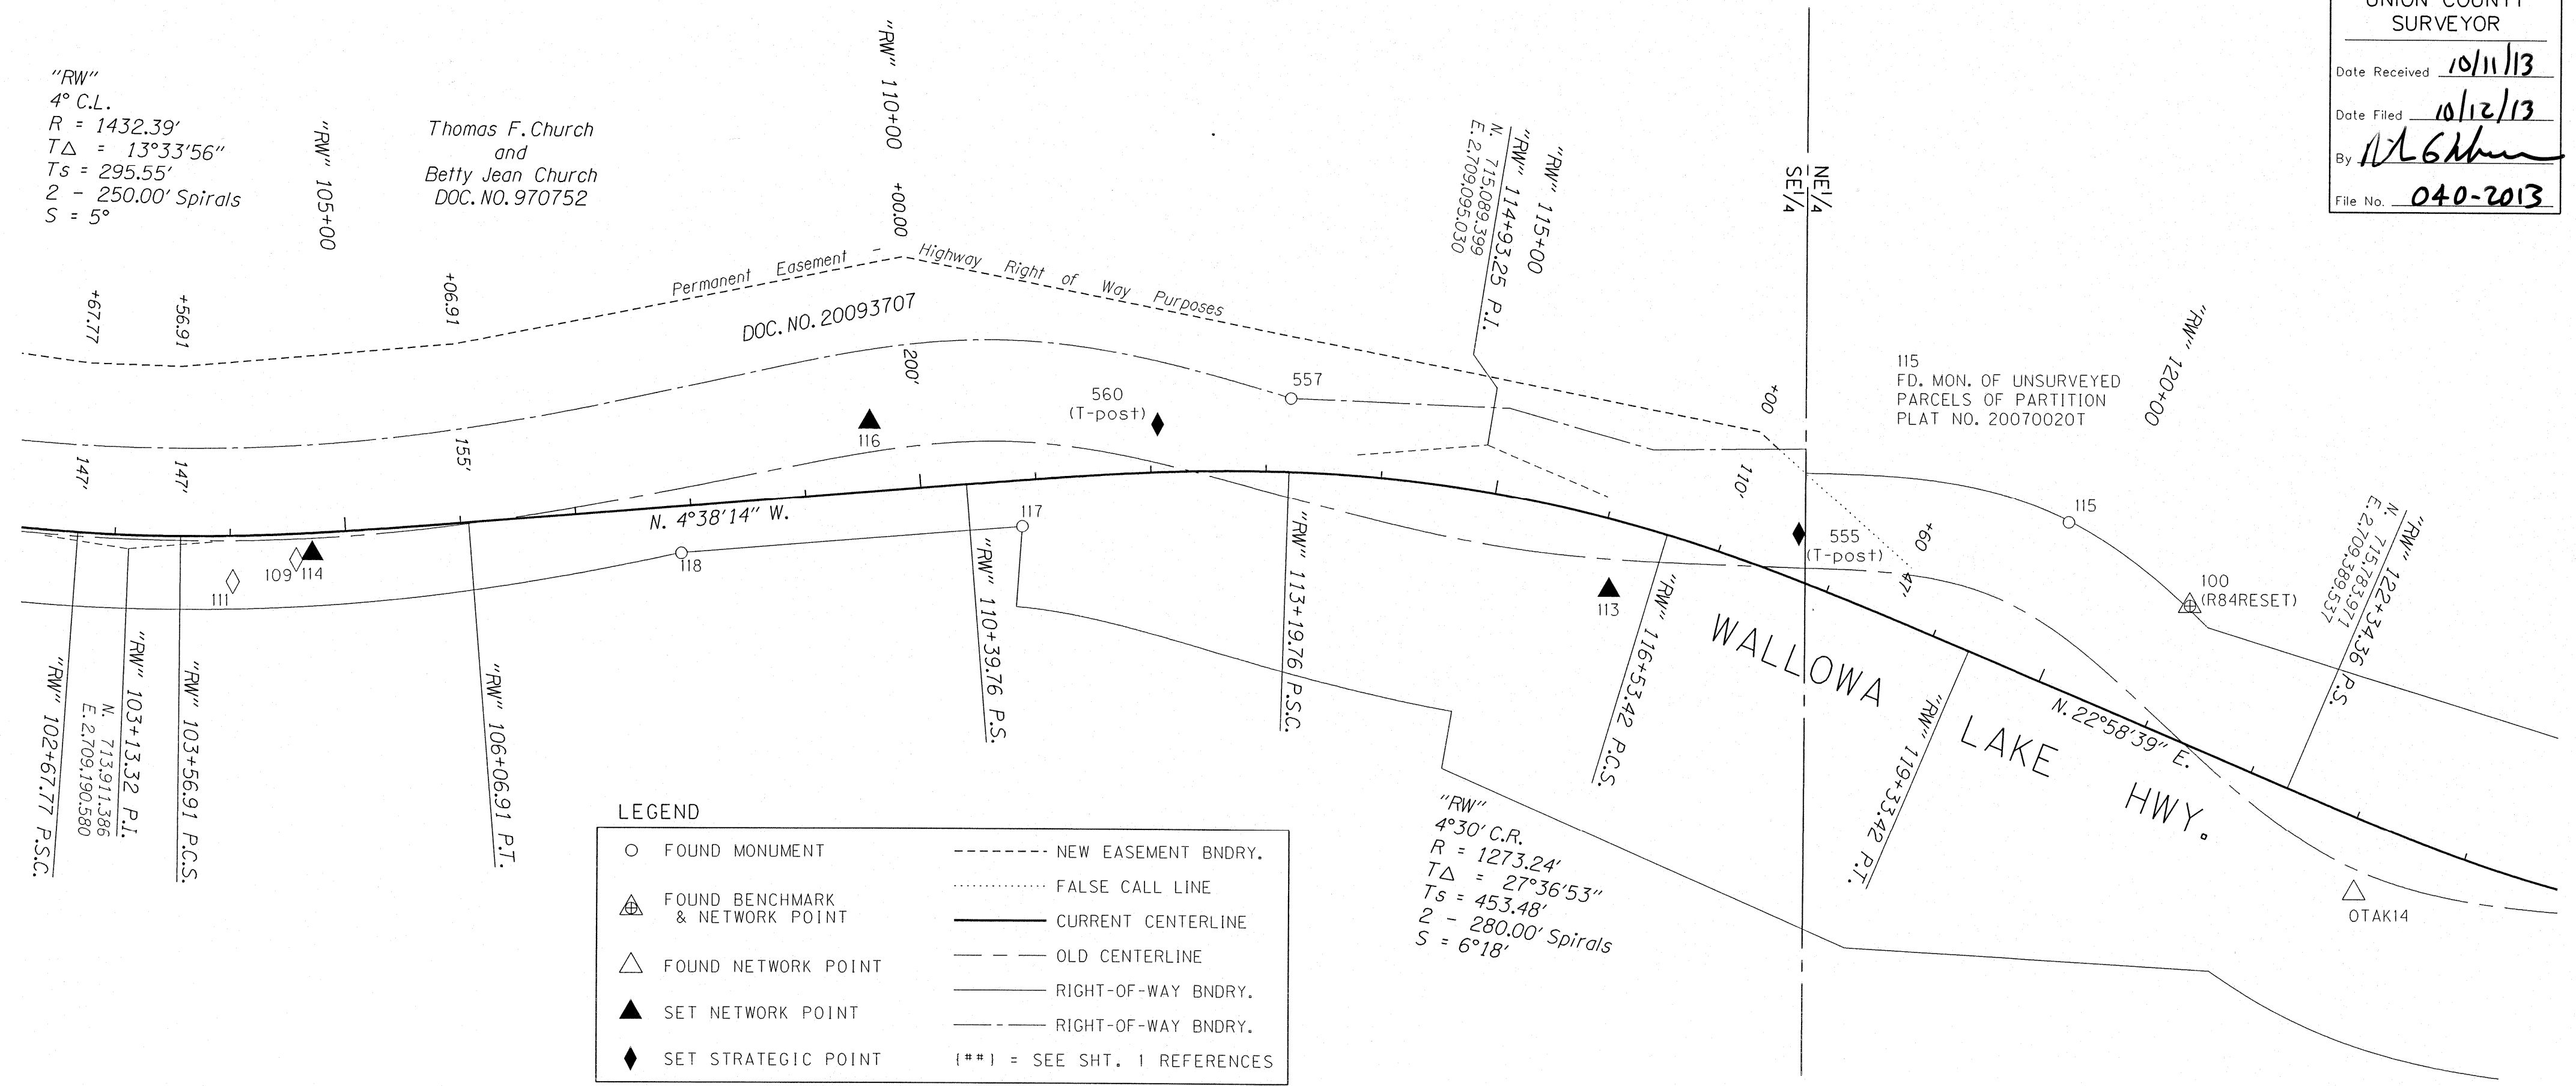 UNION COUNTY
SURVEYOR
Date Received 10/11/13
Date Filed 10/12/13
By
File No. 040-2013
"RW"
4° C.L.
R = 1432.39'
T△ = 13°33'56"
Ts = 295.55'
2 - 250.00' Spirals
S = 5°
"RW" 105+00
Thomas F. Church
and
Betty Jean Church
DOC. NO. 970752
"RW" 110+00
+00.00
+67.77
+56.91
+06.91
Permanent Easement - Highway Right of Way Purposes
DOC. NO. 20093707
200'
"RW" 115+00
"RW" 114+93.25 P.I.
N. 715,089.399
E. 2,709,095.030
NE1/4
SE1/4
"RW" 120+00
115
FD. MON. OF UNSURVEYED
PARCELS OF PARTITION
PLAT NO. 20070020T
+00
110'
+60
47'
147'
147'
155'
116
560
(T-post)
557
555
(T-post)
115
100
(R84RESET)
"RW" 122+34.36 P.S.
N. 715,783.971
E. 2,709,389.537
109
114
111
N. 4°38'14" W.
118
117
113
"RW" 102+67.77 P.S.C.
"RW" 103+13.32 P.I.
N. 713,911.386
E. 2,709,190.580
"RW" 103+56.91 P.C.S.
"RW" 106+06.91 P.T.
"RW" 110+39.76 P.S.
"RW" 113+19.76 P.S.C.
"RW" 116+53.42 P.C.S.
"RW" 119+33.42 P.T.
WALLOWA LAKE HWY.
N. 22°58'39" E.
OTAK14
"RW"
4°30' C.R.
R = 1273.24'
T△ = 27°36'53"
Ts = 453.48'
2 - 280.00' Spirals
S = 6°18'
LEGEND
FOUND MONUMENT
FOUND BENCHMARK
& NETWORK POINT
FOUND NETWORK POINT
SET NETWORK POINT
SET STRATEGIC POINT
NEW EASEMENT BNDRY.
FALSE CALL LINE
CURRENT CENTERLINE
OLD CENTERLINE
RIGHT-OF-WAY BNDRY.
RIGHT-OF-WAY BNDRY.
{##} = SEE SHT. 1 REFERENCES